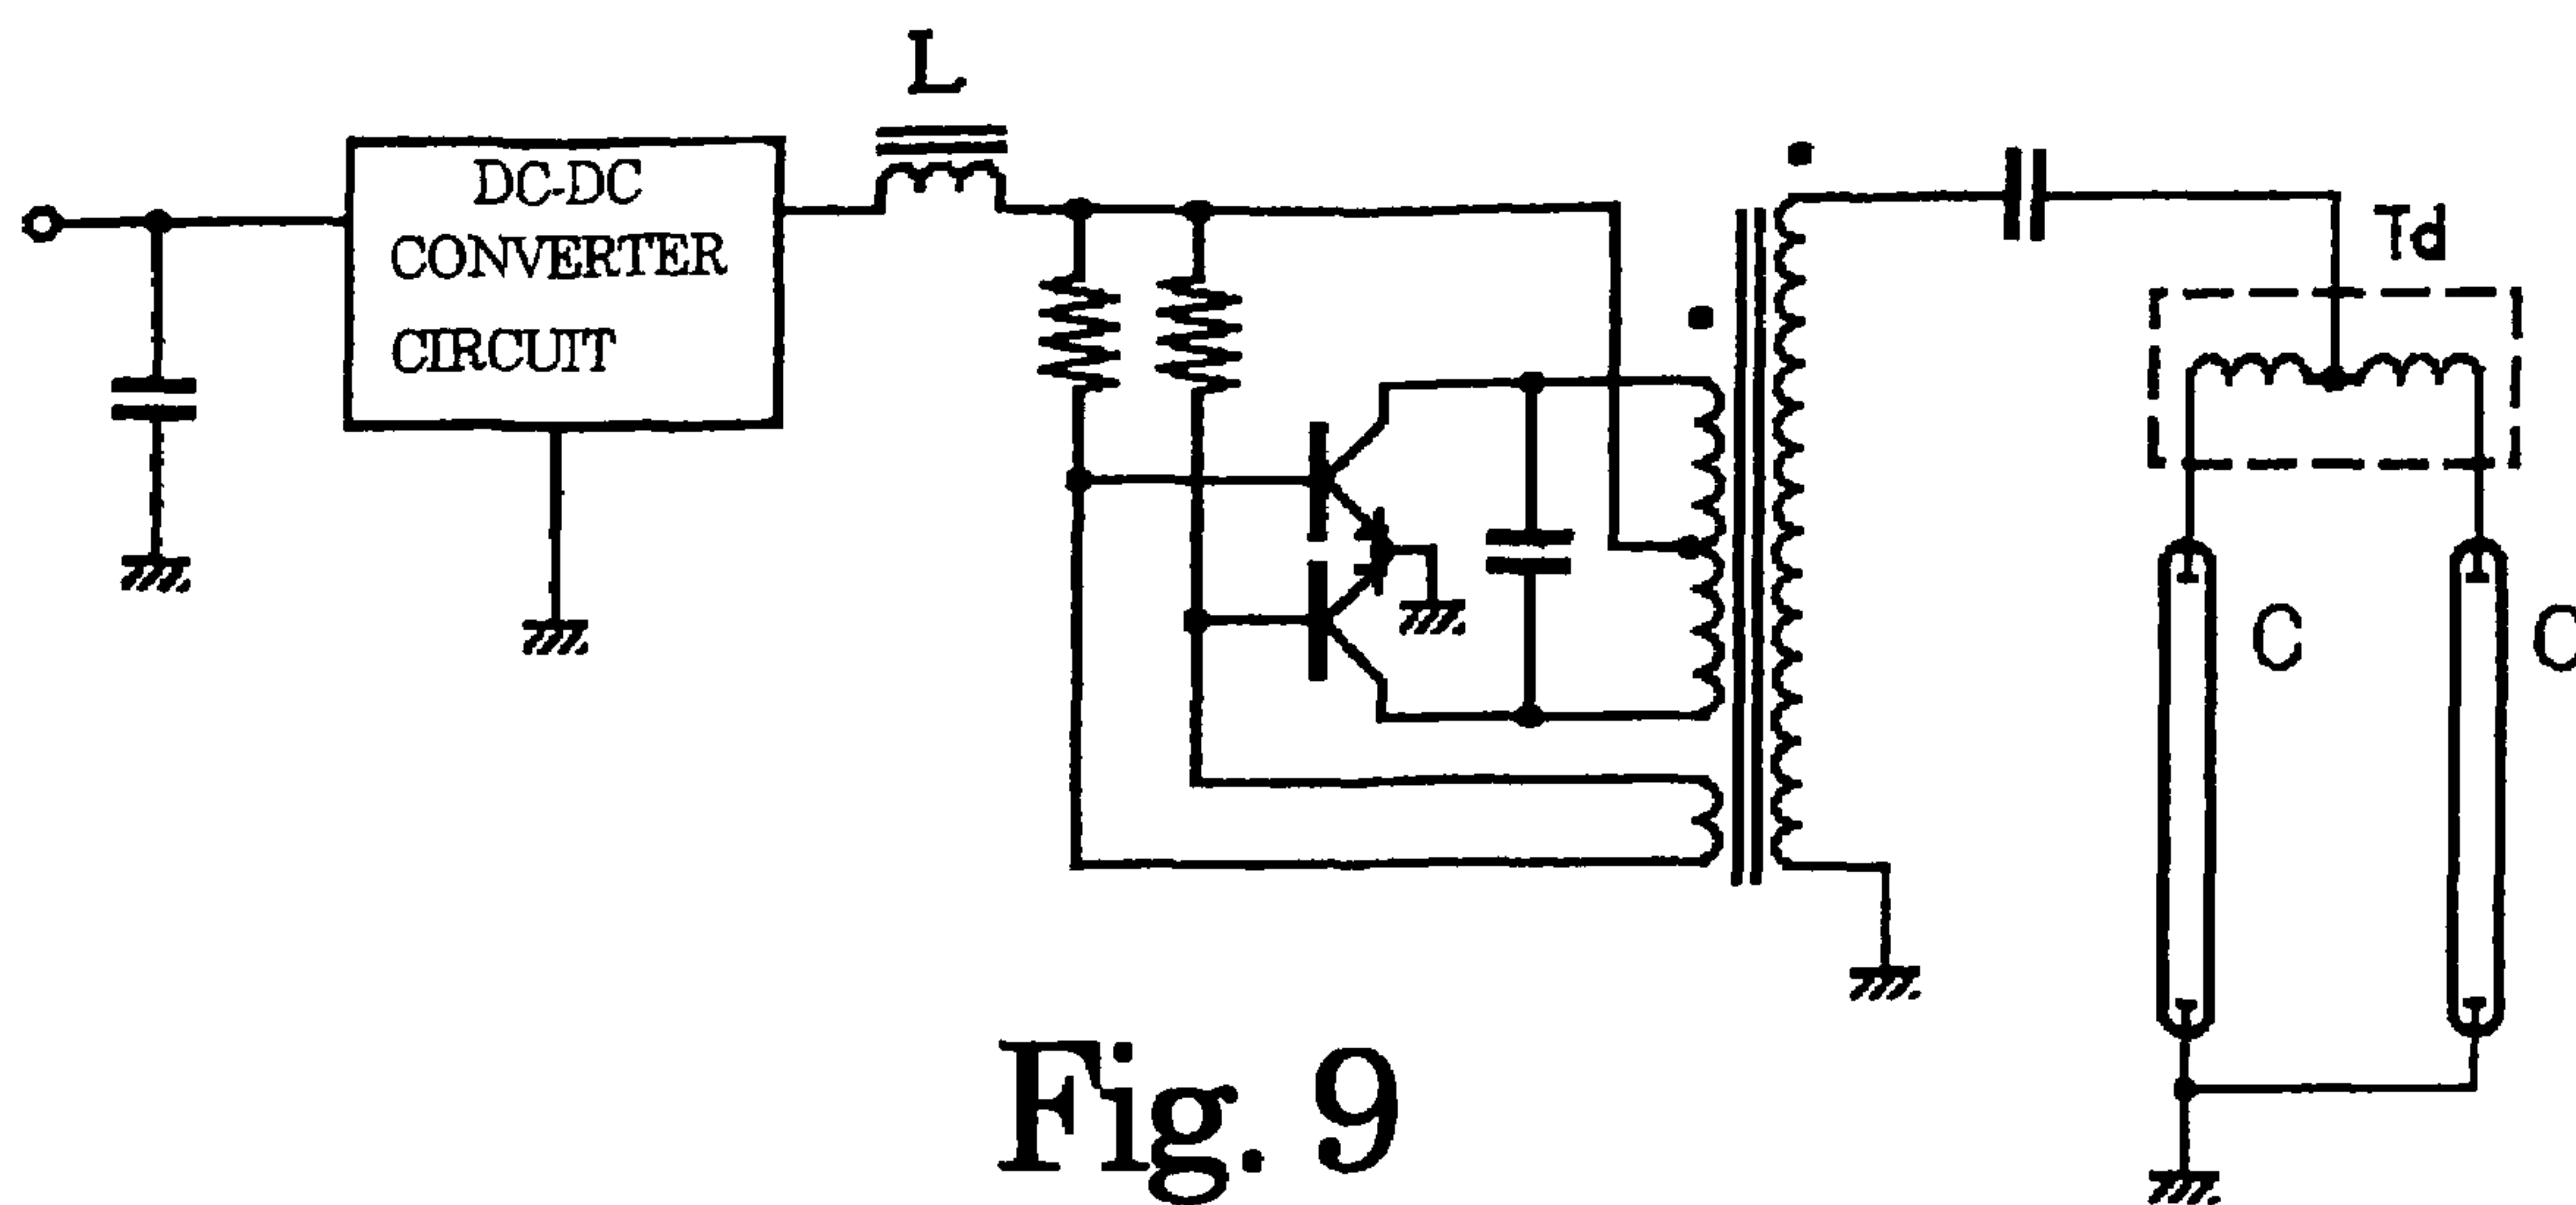 L
DC-DC
CONVERTER
CIRCUIT
Td
C
C
Fig. 9